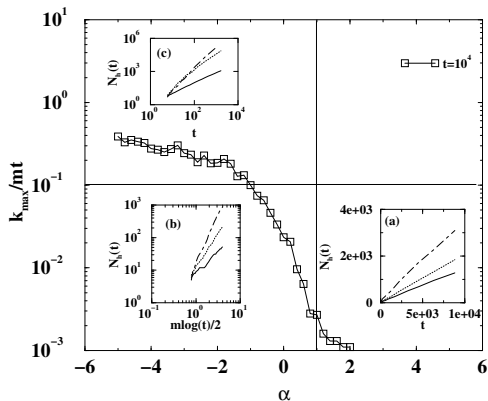 10⁰
10⁻¹
10⁻²
10⁻³
k_max/mt
−6 −4 −2 0 2 4 6
α
t=10⁴
(c)
N_h(t)
10⁶
10³
10⁰
10⁰ 10² 10⁴
t
(b)
N_h(t)
10³
10²
10¹
10⁰
10⁻¹ 10⁰ 10¹
mlog(t)/2
(a)
N_h(t)
4e+03
2e+03
0
0 5e+03 1e+04
t